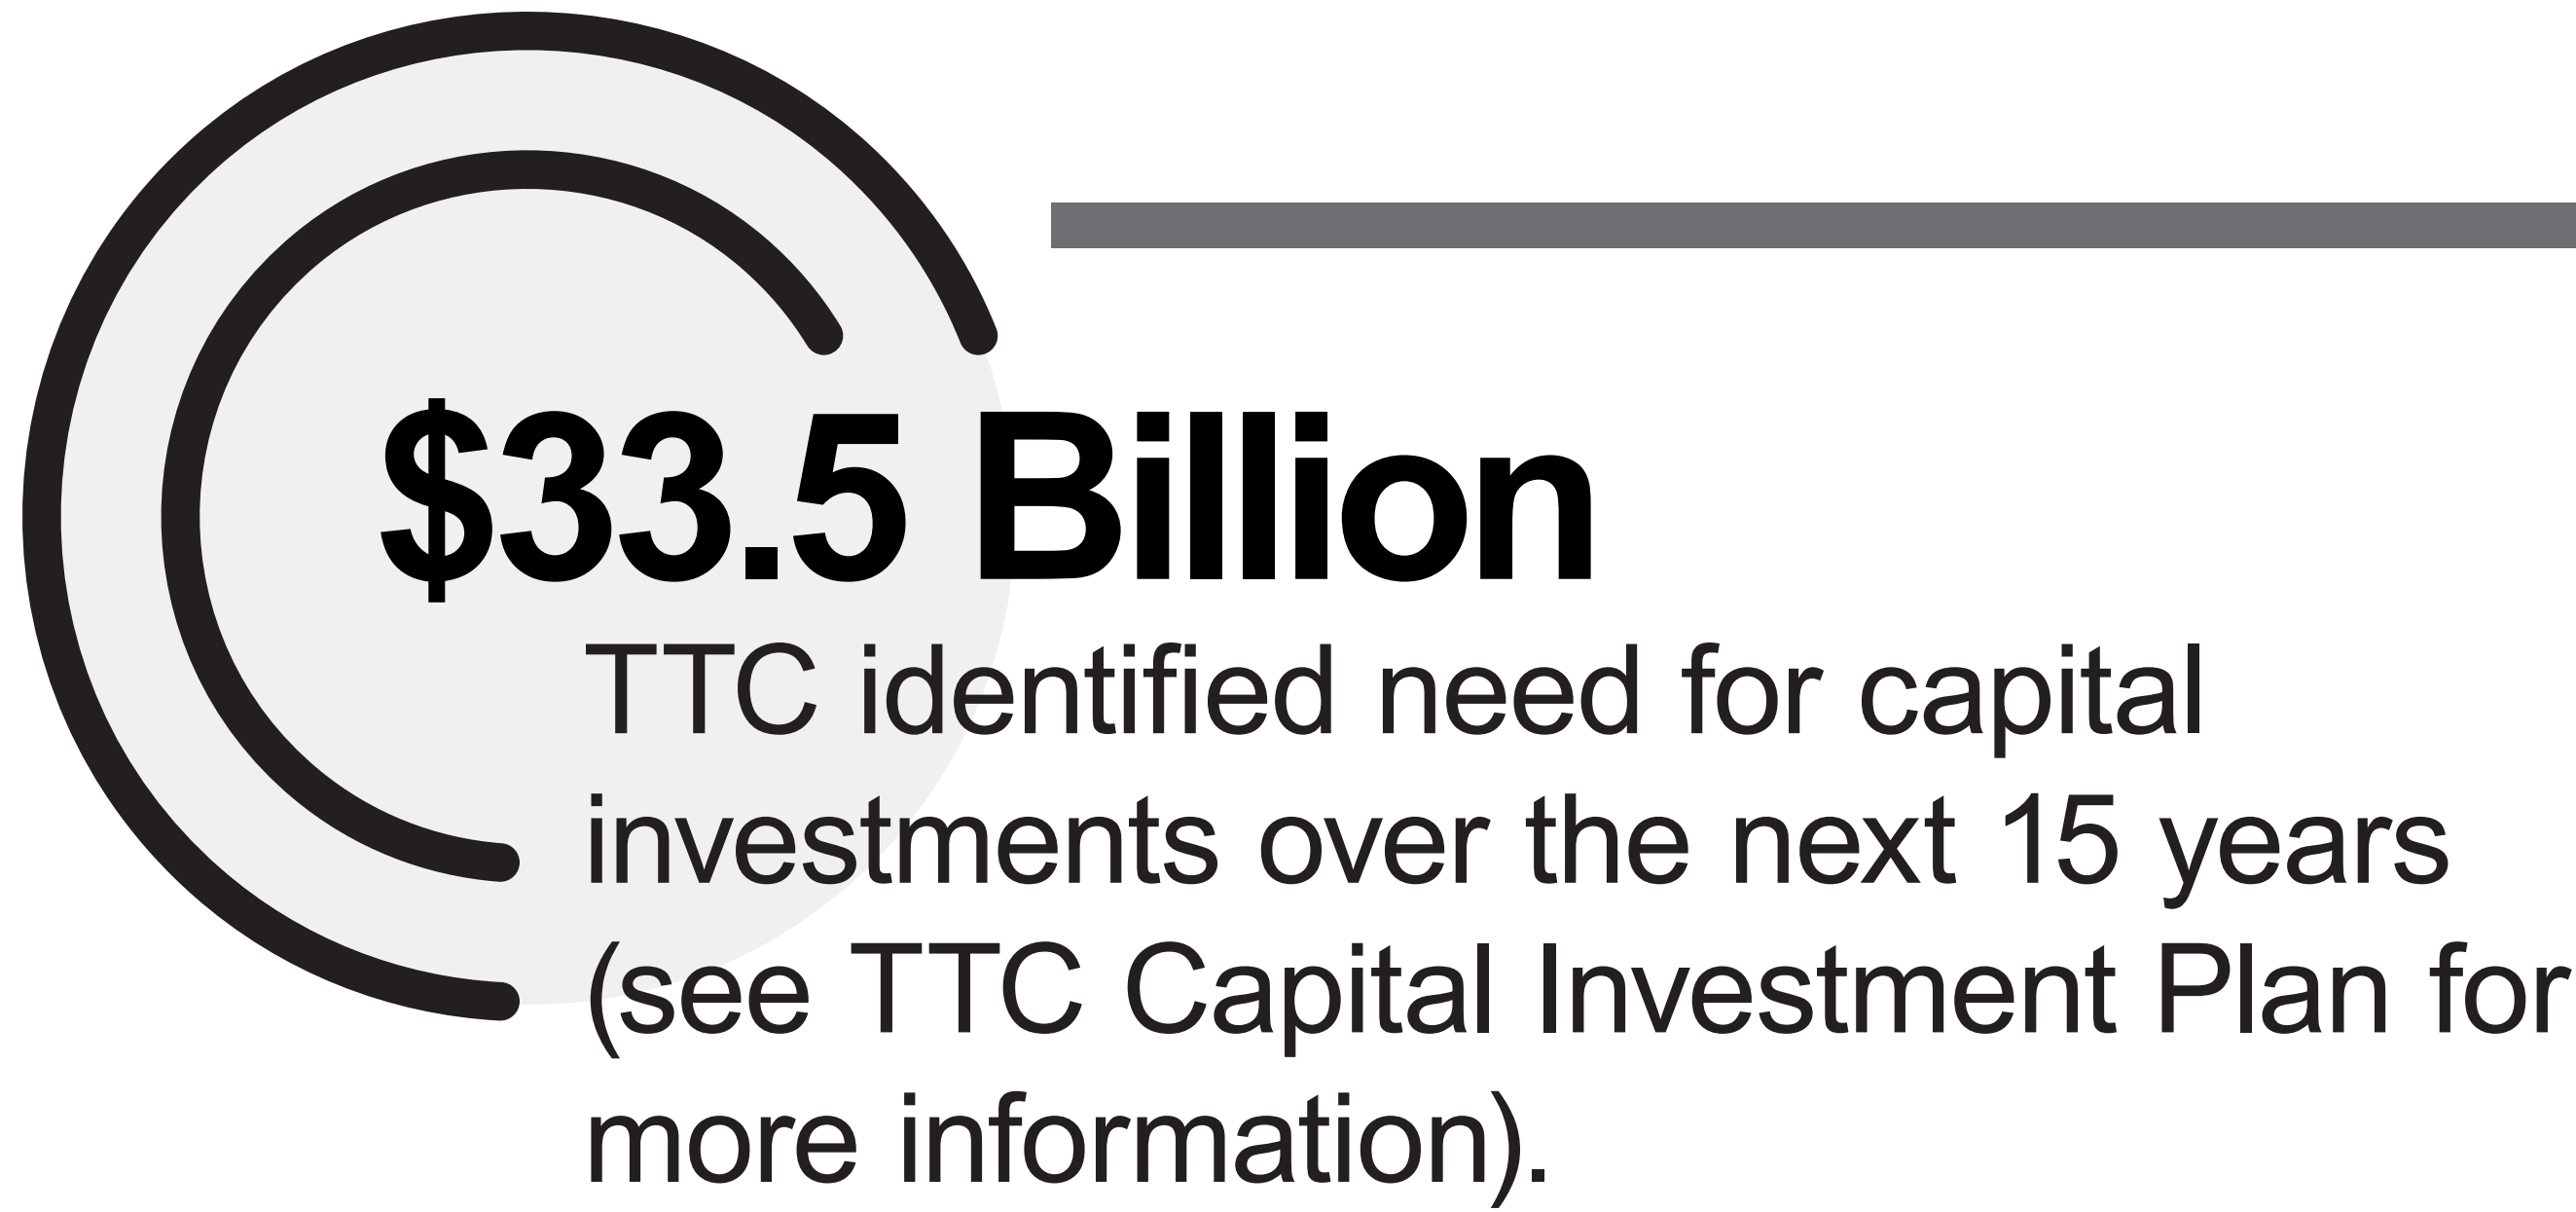 $33.5 Billion
TTC identified need for capital
investments over the next 15 years
(see TTC Capital Investment Plan for
more information).